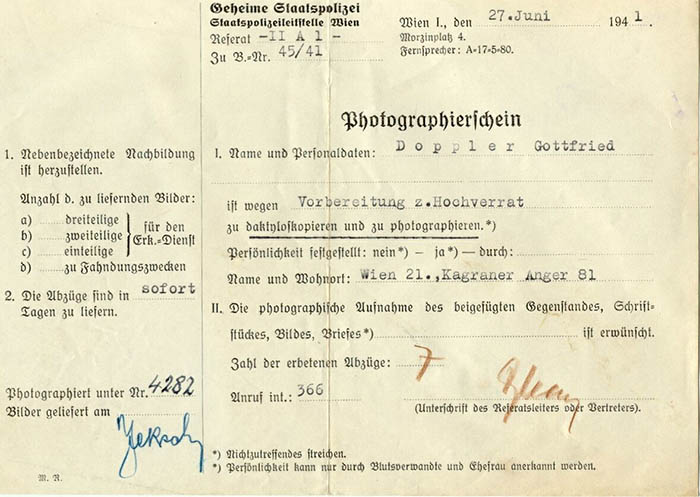 Geheime Staatspolizei
Staatspolizeileitstelle Wien
Referat -II A 1 -
Zu B.=Nr. 45/41
Wien I., den 27.Juni 1941
Morzinplatz 4.
Fernsprecher: A=17=5=80.
Photographierschein
1. Nebenbezeichnete Nachbildung
ist herzustellen.
Anzahl d. zu liefernden Bilder:
a) dreiteilige
b) zweiteilige
c) einteilige
für den
Erk.=Dienst
d) zu Fahndungszwecken
2. Die Abzüge sind in sofort
Tagen zu liefern.
Photographiert unter Nr. 4282
Bilder geliefert am
M. R.
I. Name und Personaldaten: Doppler Gottfried
ist wegen Vorbereitung z.Hochverrat
zu daktyloskopieren und zu photographieren.*)
Persönlichkeit festgestellt: nein*) – ja*) – durch:
Name und Wohnort: Wien 21.,Kagraner Anger 81
II. Die photographische Aufnahme des beigefügten Gegenstandes, Schrift=
stückes, Bildes, Briefes*) ist erwünscht.
Zahl der erbetenen Abzüge: 7
Anruf int.: 366
(Unterschrift des Referatsleiters oder Vertreters).
*) Nichtzutreffendes streichen.
*) Persönlichkeit kann nur durch Blutsverwandte und Ehefrau anerkannt werden.